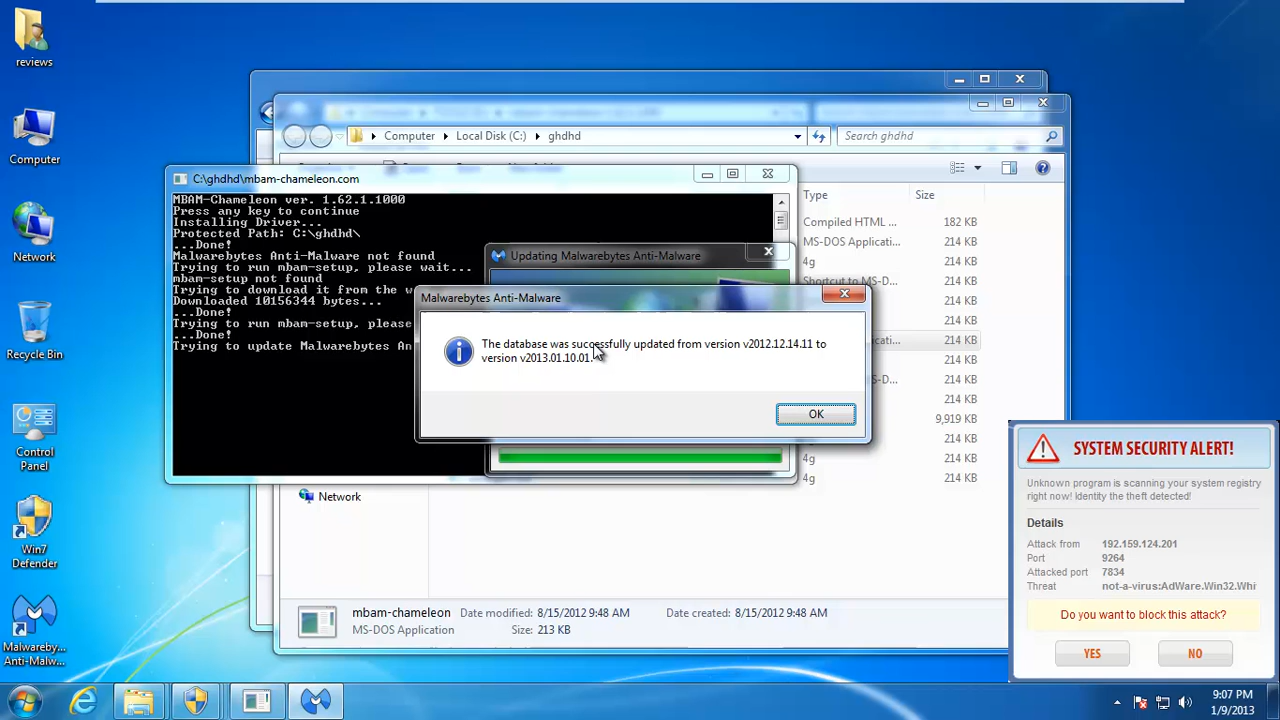 reviews
Computer
Network
Recycle Bin
Control
Panel
Win7
Defender
Malwareby...
Anti-Malw...
Computer
Local Disk (C:)
ghdhd
Search ghdhd
Type
Size
Compiled HTML ...
182 KB
MS-DOS Applicati...
214 KB
4g
214 KB
Shortcut to MS-D...
214 KB
214 KB
214 KB
214 KB
214 KB
9,919 KB
214 KB
4g
214 KB
4g
214 KB
Network
mbam-chameleon
Date modified: 8/15/2012 9:48 AM
Date created: 8/15/2012 9:48 AM
MS-DOS Application
Size: 213 KB
C:\ghdhd\mbam-chameleon.com
MBAM-Chameleon ver. 1.62.1.1000
Press any key to continue
Installing Driver...
Protected Path: C:\ghdhd\
...Done!
Malwarebytes Anti-Malware not found
Trying to run mbam-setup, please wait...
mbam-setup not found
Trying to download it from the w
Downloaded 10156344 bytes...
...Done!
Trying to run mbam-setup, please
...Done!
Trying to update Malwarebytes An
Updating Malwarebytes Anti-Malware
Malwarebytes Anti-Malware
The database was successfully updated from version v2012.12.14.11 to
version v2013.01.10.01.
OK
SYSTEM SECURITY ALERT!
Unknown program is scanning your system registry
right now! Identity the theft detected!
Details
Attack from 192.159.124.201
Port 9264
Attacked port 7834
Threat not-a-virus:AdWare.Win32.Whi
Do you want to block this attack?
YES
NO
9:07 PM
1/9/2013